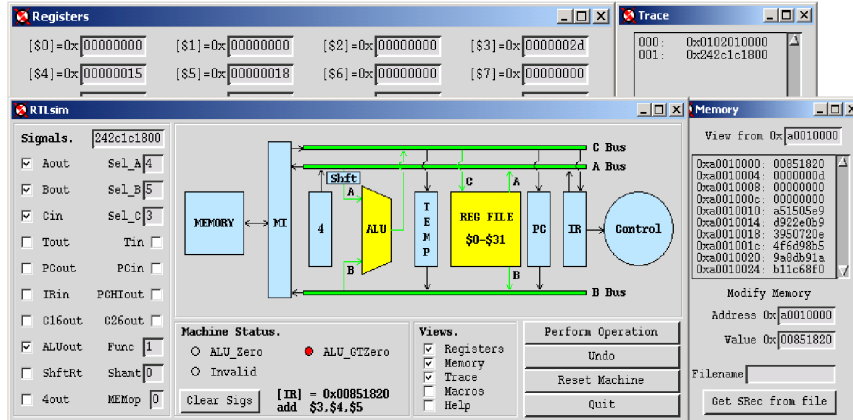 Registers
[$0]=0x 00000000 [$1]=0x 00000000 [$2]=0x 00000000 [$3]=0x 0000002d
[$4]=0x 00000015 [$5]=0x 00000018 [$6]=0x 00000000 [$7]=0x 00000000
Trace
000: 0x0102010000
001: 0x242c1c1800
RTLsim
Signals. 242c1c1800
Aout Sel_A 4
Bout Sel_B 5
Cin Sel_C 3
Tout Tin
PCout PCin
IRin PCHIout
C16out C26out
ALUout Func 1
ShftRt Shamt 0
4out MEMop 0
C Bus
A Bus
Shft
A
C
A
MEMORY
MI
4
ALU
TEMP
REG FILE
$0-$31
PC
IR
Control
B
B
B Bus
Machine Status.
ALU_Zero ALU_GTZero
Invalid
Clear Sigs
[IR] = 0x00851820
add $3,$4,$5
Views.
Registers
Memory
Trace
Macros
Help
Perform Operation
Undo
Reset Machine
Quit
Memory
View from 0x a0010000
0xa0010000: 00851820
0xa0010004: 0000000d
0xa0010008: 00000000
0xa001000c: 00000000
0xa0010010: a51505e9
0xa0010014: d922e0b9
0xa0010018: 3950720e
0xa001001c: 4f6d98b5
0xa0010020: 9a8db91a
0xa0010024: b11c68f0
Modify Memory
Address 0x a0010000
Value 0x 00851820
Filename
Get SRec from file